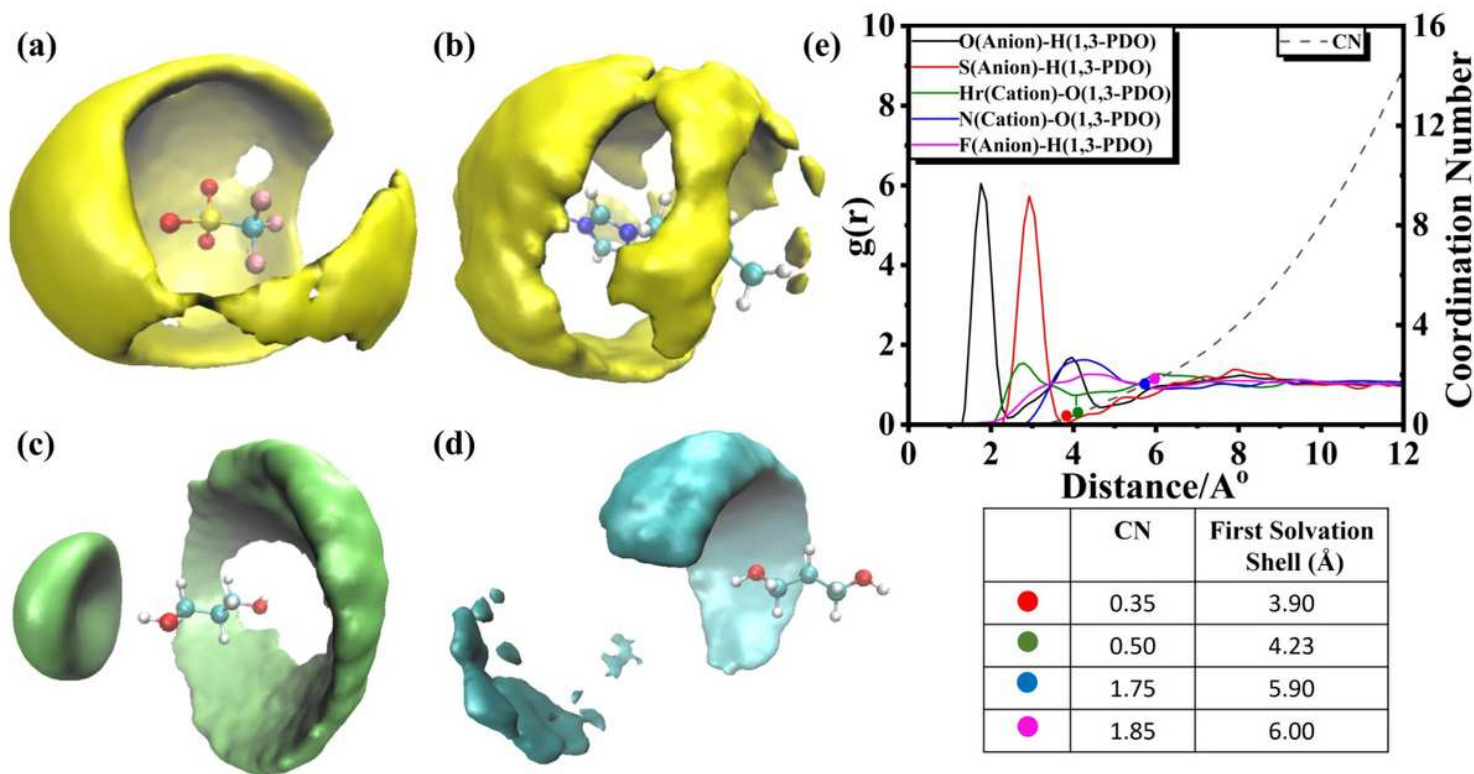 (a)
(b)
(c)
(d)
(e)
O(Anion)-H(1,3-PDO)
S(Anion)-H(1,3-PDO)
Hr(Cation)-O(1,3-PDO)
N(Cation)-O(1,3-PDO)
F(Anion)-H(1,3-PDO)
CN
10
8
6
4
2
0
g(r)
16
12
8
4
0
Coordination Number
0 2 4 6 8 10 12
Distance/Aº
CN First Solvation
Shell (Å)
0.35 3.90
0.50 4.23
1.75 5.90
1.85 6.00